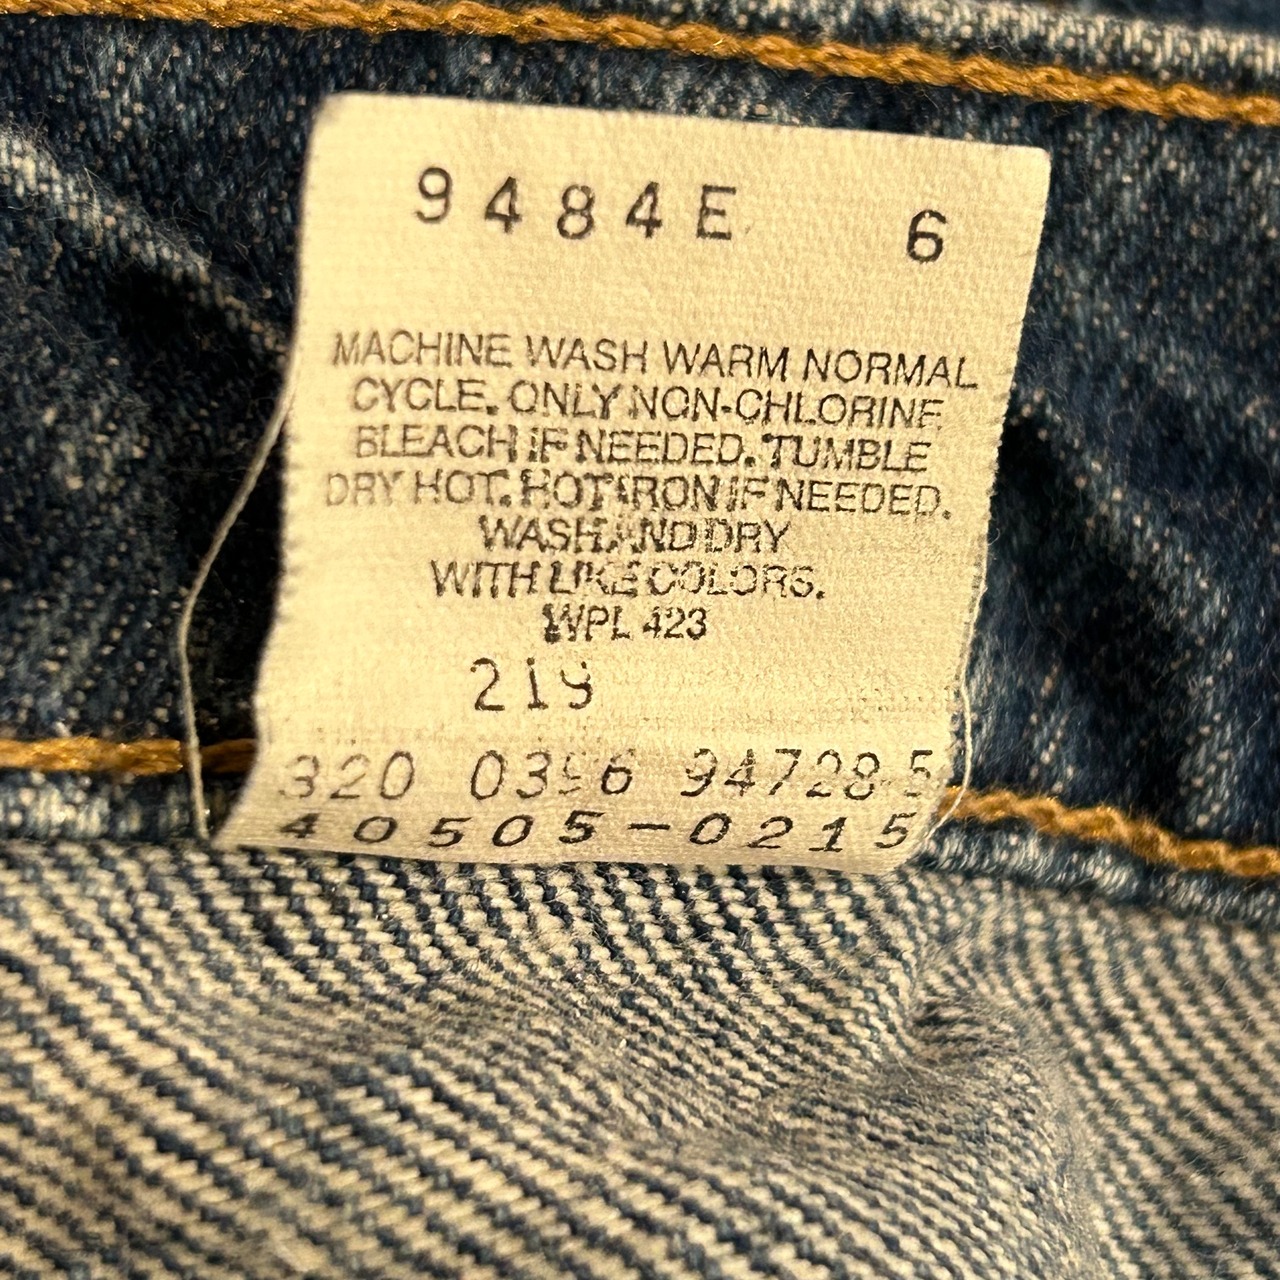 9484E 6
MACHINE WASH WARM NORMAL
CYCLE. ONLY NON-CHLORINE
BLEACH IF NEEDED. TUMBLE
DRY HOT. HOT IRON IF NEEDED.
WASH AND DRY
WITH LIKE COLORS.
WPL 423
219
320 0396 94728 5
40505-0215